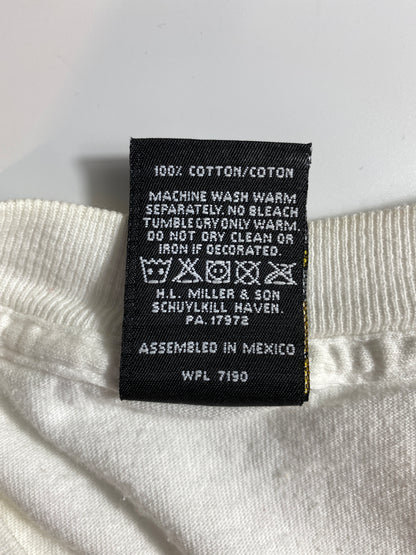 100% COTTON/COTON
MACHINE WASH WARM
SEPARATELY. NO BLEACH
TUMBLE DRY ONLY WARM.
DO NOT DRY CLEAN OR
IRON IF DECORATED.
H.L. MILLER & SON
SCHUYLKILL HAVEN.
PA. 17972
ASSEMBLED IN MEXICO
WPL 7190